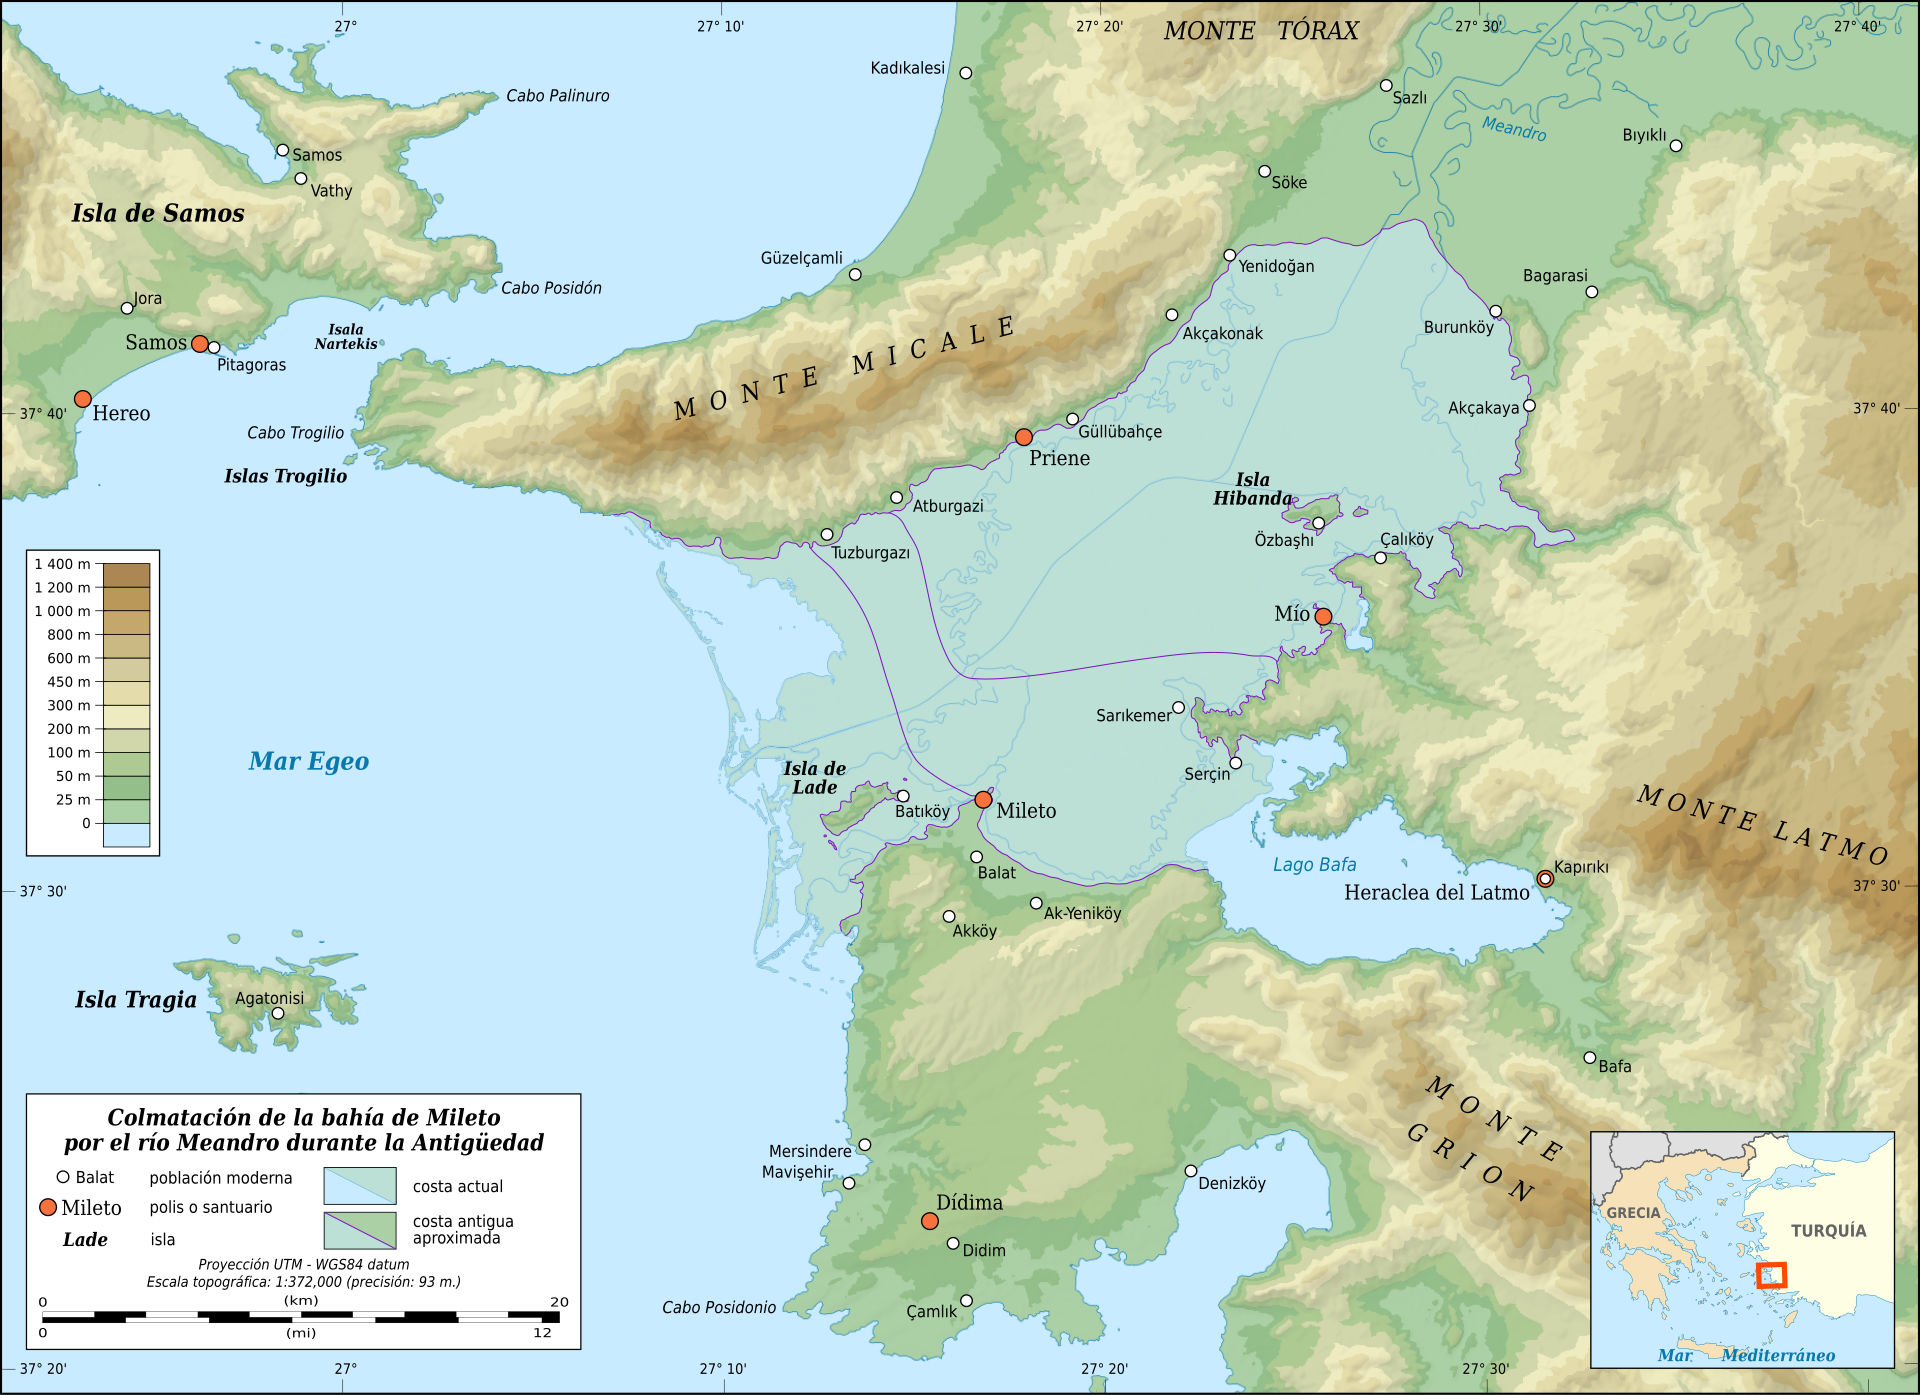 27°
27° 10'
27° 20'
27° 30'
27° 40'
MONTE TÓRAX
Kadıkalesi
Cabo Palinuro
Sazlı
Meandro
Bıyıklı
Samos
Vathy
Söke
Isla de Samos
Güzelçamli
Yenidoğan
Bagarasi
Cabo Posidón
Jora
Isala
Nartekis
Samos
Pitagoras
Burunköy
Akçakonak
MONTE MICALE
37° 40'
Hereo
Akçakaya
37° 40'
Cabo Trogilio
Güllübahçe
Priene
Islas Trogilio
Isla
Hibanda
Atburgazi
Özbaşhı
Çalıköy
Tuzburgazı
1 400 m
1 200 m
1 000 m
800 m
600 m
450 m
300 m
200 m
100 m
50 m
25 m
0
Mío
Sarıkemer
Mar Egeo
Isla de
Lade
Serçin
Batıköy
Mileto
MONTE LATMO
Balat
Lago Bafa
Kapırıkı
Heraclea del Latmo
37° 30'
37° 30'
Ak-Yeniköy
Akköy
Isla Tragia
Agatonisi
Bafa
MONTE
GRION
Mersindere
Mavişehir
Denizköy
Dídima
Didim
Cabo Posidonio
Çamlık
Colmatación de la bahía de Mileto
por el río Meandro durante la Antigüedad
Balat
población moderna
costa actual
Mileto
polis o santuario
costa antigua
aproximada
Lade
isla
Proyección UTM - WGS84 datum
Escala topográfica: 1:372,000 (precisión: 93 m.)
0
(km)
20
0
(mi)
12
GRECIA
TURQUÍA
Mar Mediterráneo
37° 20'
27°
27° 10'
27° 20'
27° 30'